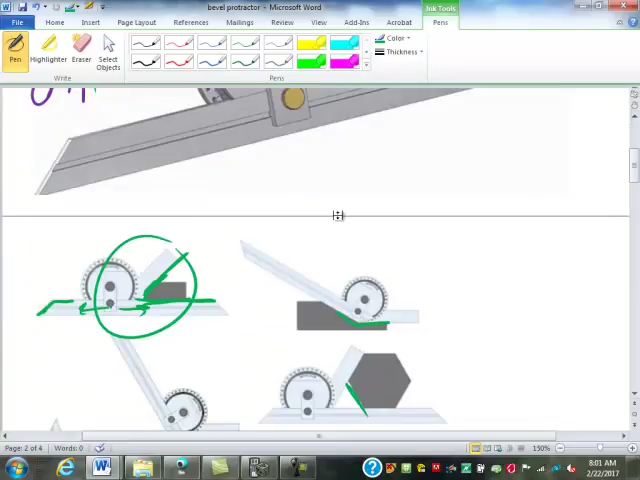 bevel protractor - Microsoft Word
Ink Tools
File Home Insert Page Layout References Mailings Review View Add-Ins Acrobat Pens
Pen Highlighter Eraser Select Objects
Color
Thickness
Write Pens
Page: 2 of 4 Words: 0 150%
8:01 AM
2/22/2017